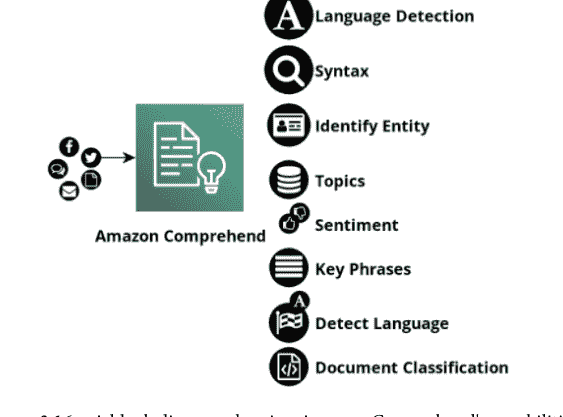 Language Detection
Syntax
Identify Entity
Topics
Sentiment
Amazon Comprehend
Key Phrases
Detect Language
Document Classification